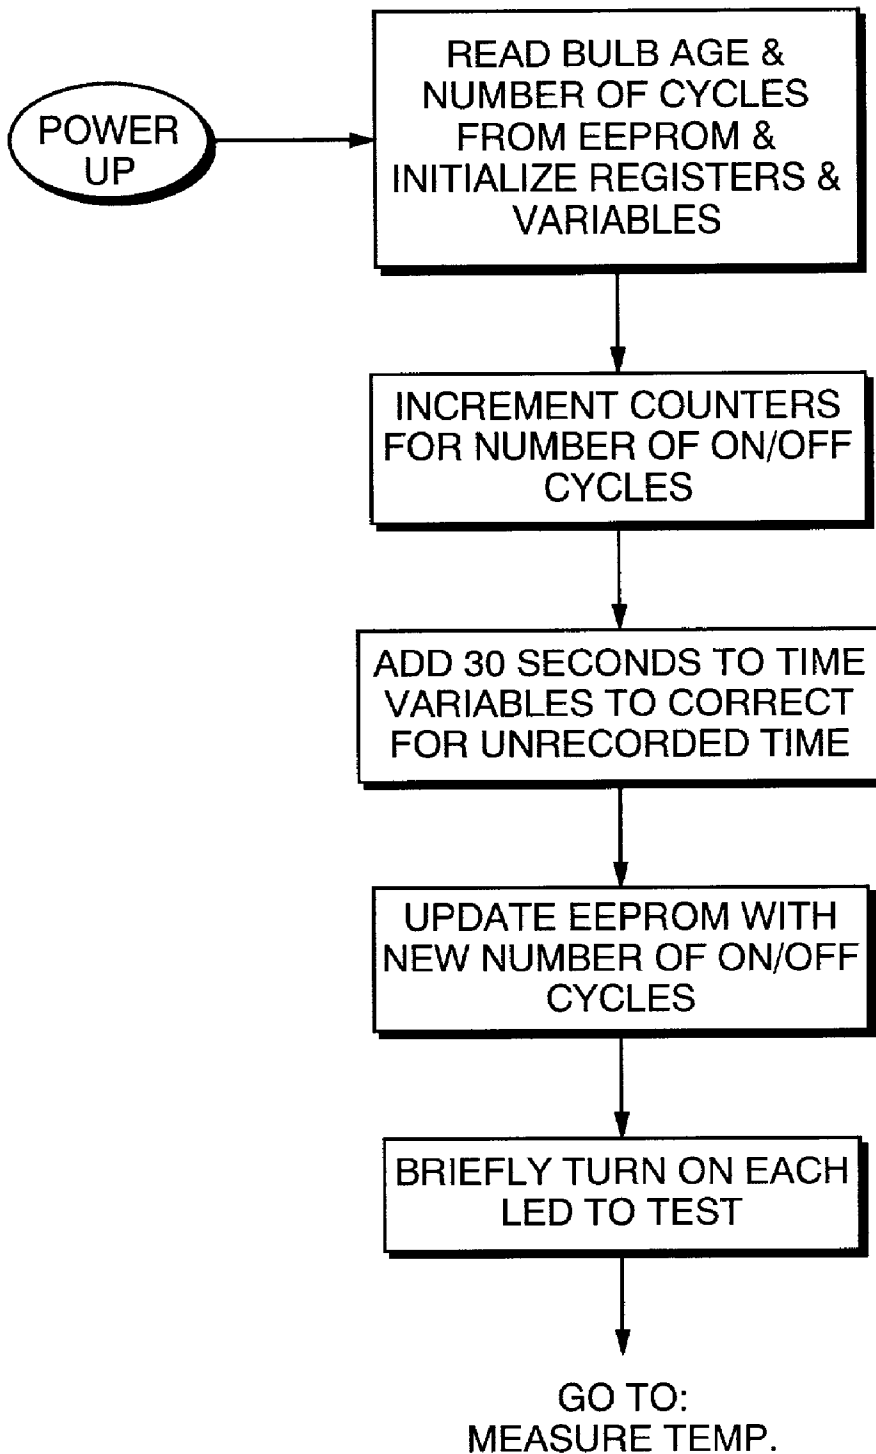 POWER
UP
READ BULB AGE &
NUMBER OF CYCLES
FROM EEPROM &
INITIALIZE REGISTERS &
VARIABLES
INCREMENT COUNTERS
FOR NUMBER OF ON/OFF
CYCLES
ADD 30 SECONDS TO TIME
VARIABLES TO CORRECT
FOR UNRECORDED TIME
UPDATE EEPROM WITH
NEW NUMBER OF ON/OFF
CYCLES
BRIEFLY TURN ON EACH
LED TO TEST
GO TO:
MEASURE TEMP.